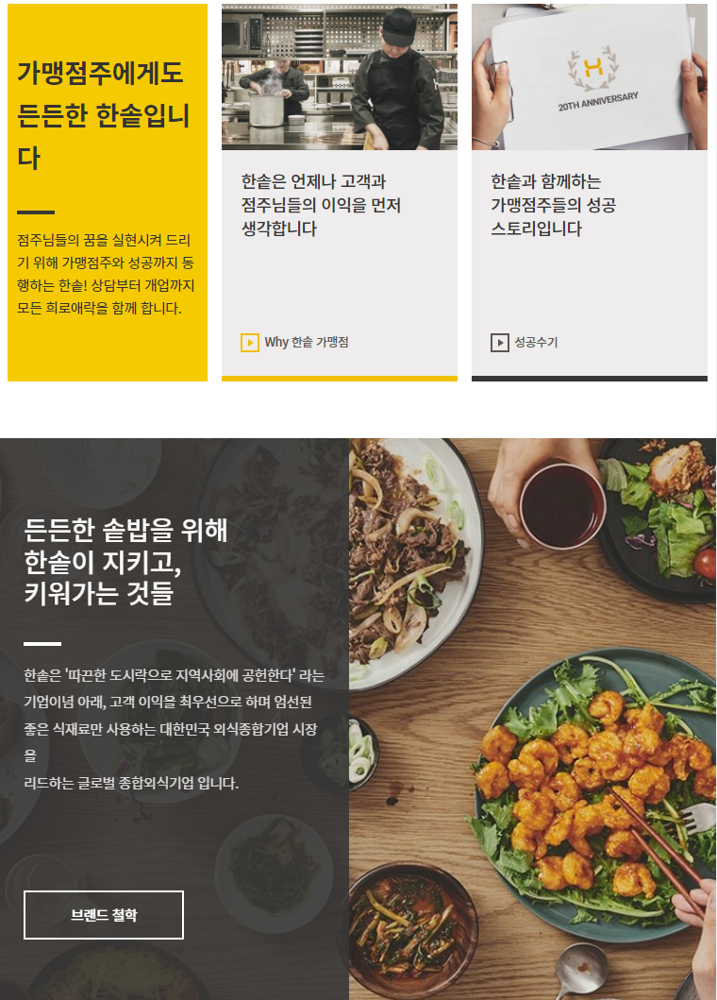 가맹점주에게도
든든한 한솥입니
다
점주님들의 꿈을 실현시켜 드리
기 위해 가맹점주와 성공까지 동
행하는 한솥! 상담부터 개업까지
모든 희로애락을 함께 합니다.
한솥은 언제나 고객과
점주님들의 이익을 먼저
생각합니다
Why 한솥 가맹점
20TH ANNIVERSARY
한솥과 함께하는
가맹점주들의 성공
스토리입니다
성공수기
든든한 솥밥을 위해
한솥이 지키고,
키워가는 것들
한솥은 '따끈한 도시락으로 지역사회에 공헌한다' 라는
기업이념 아래, 고객 이익을 최우선으로 하며 엄선된
좋은 식재료만 사용하는 대한민국 외식종합기업 시장
을
리드하는 글로벌 종합외식기업 입니다.
브랜드 철학